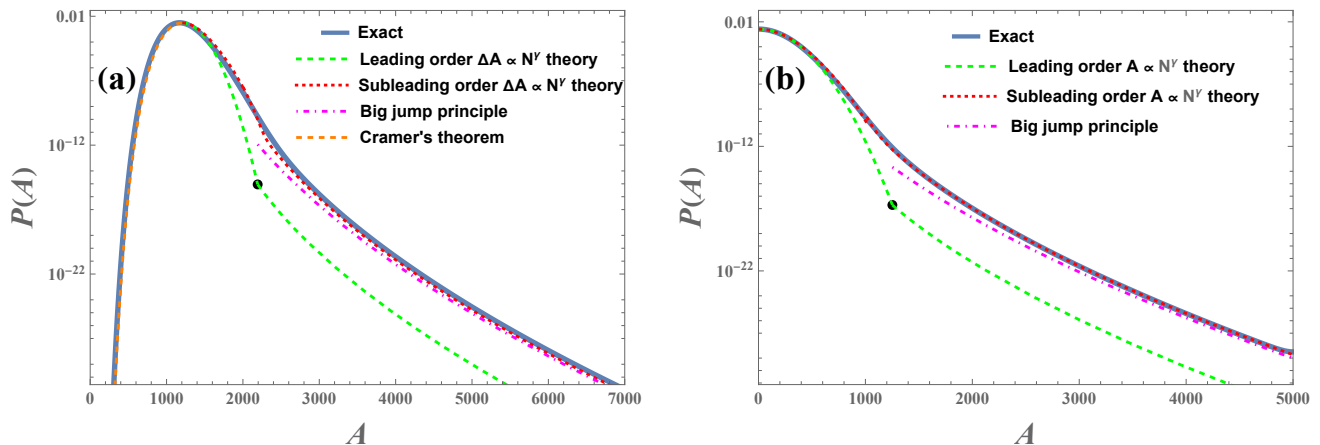 (a)
Exact
Leading order ΔA ∝ N^γ theory
Subleading order ΔA ∝ N^γ theory
Big jump principle
Cramer's theorem
P(A)
0.01
10^-12
10^-22
0 1000 2000 3000 4000 5000 6000 7000
A
(b)
Exact
Leading order A ∝ N^γ theory
Subleading order A ∝ N^γ theory
Big jump principle
P(A)
0.01
10^-12
10^-22
0 1000 2000 3000 4000 5000
A